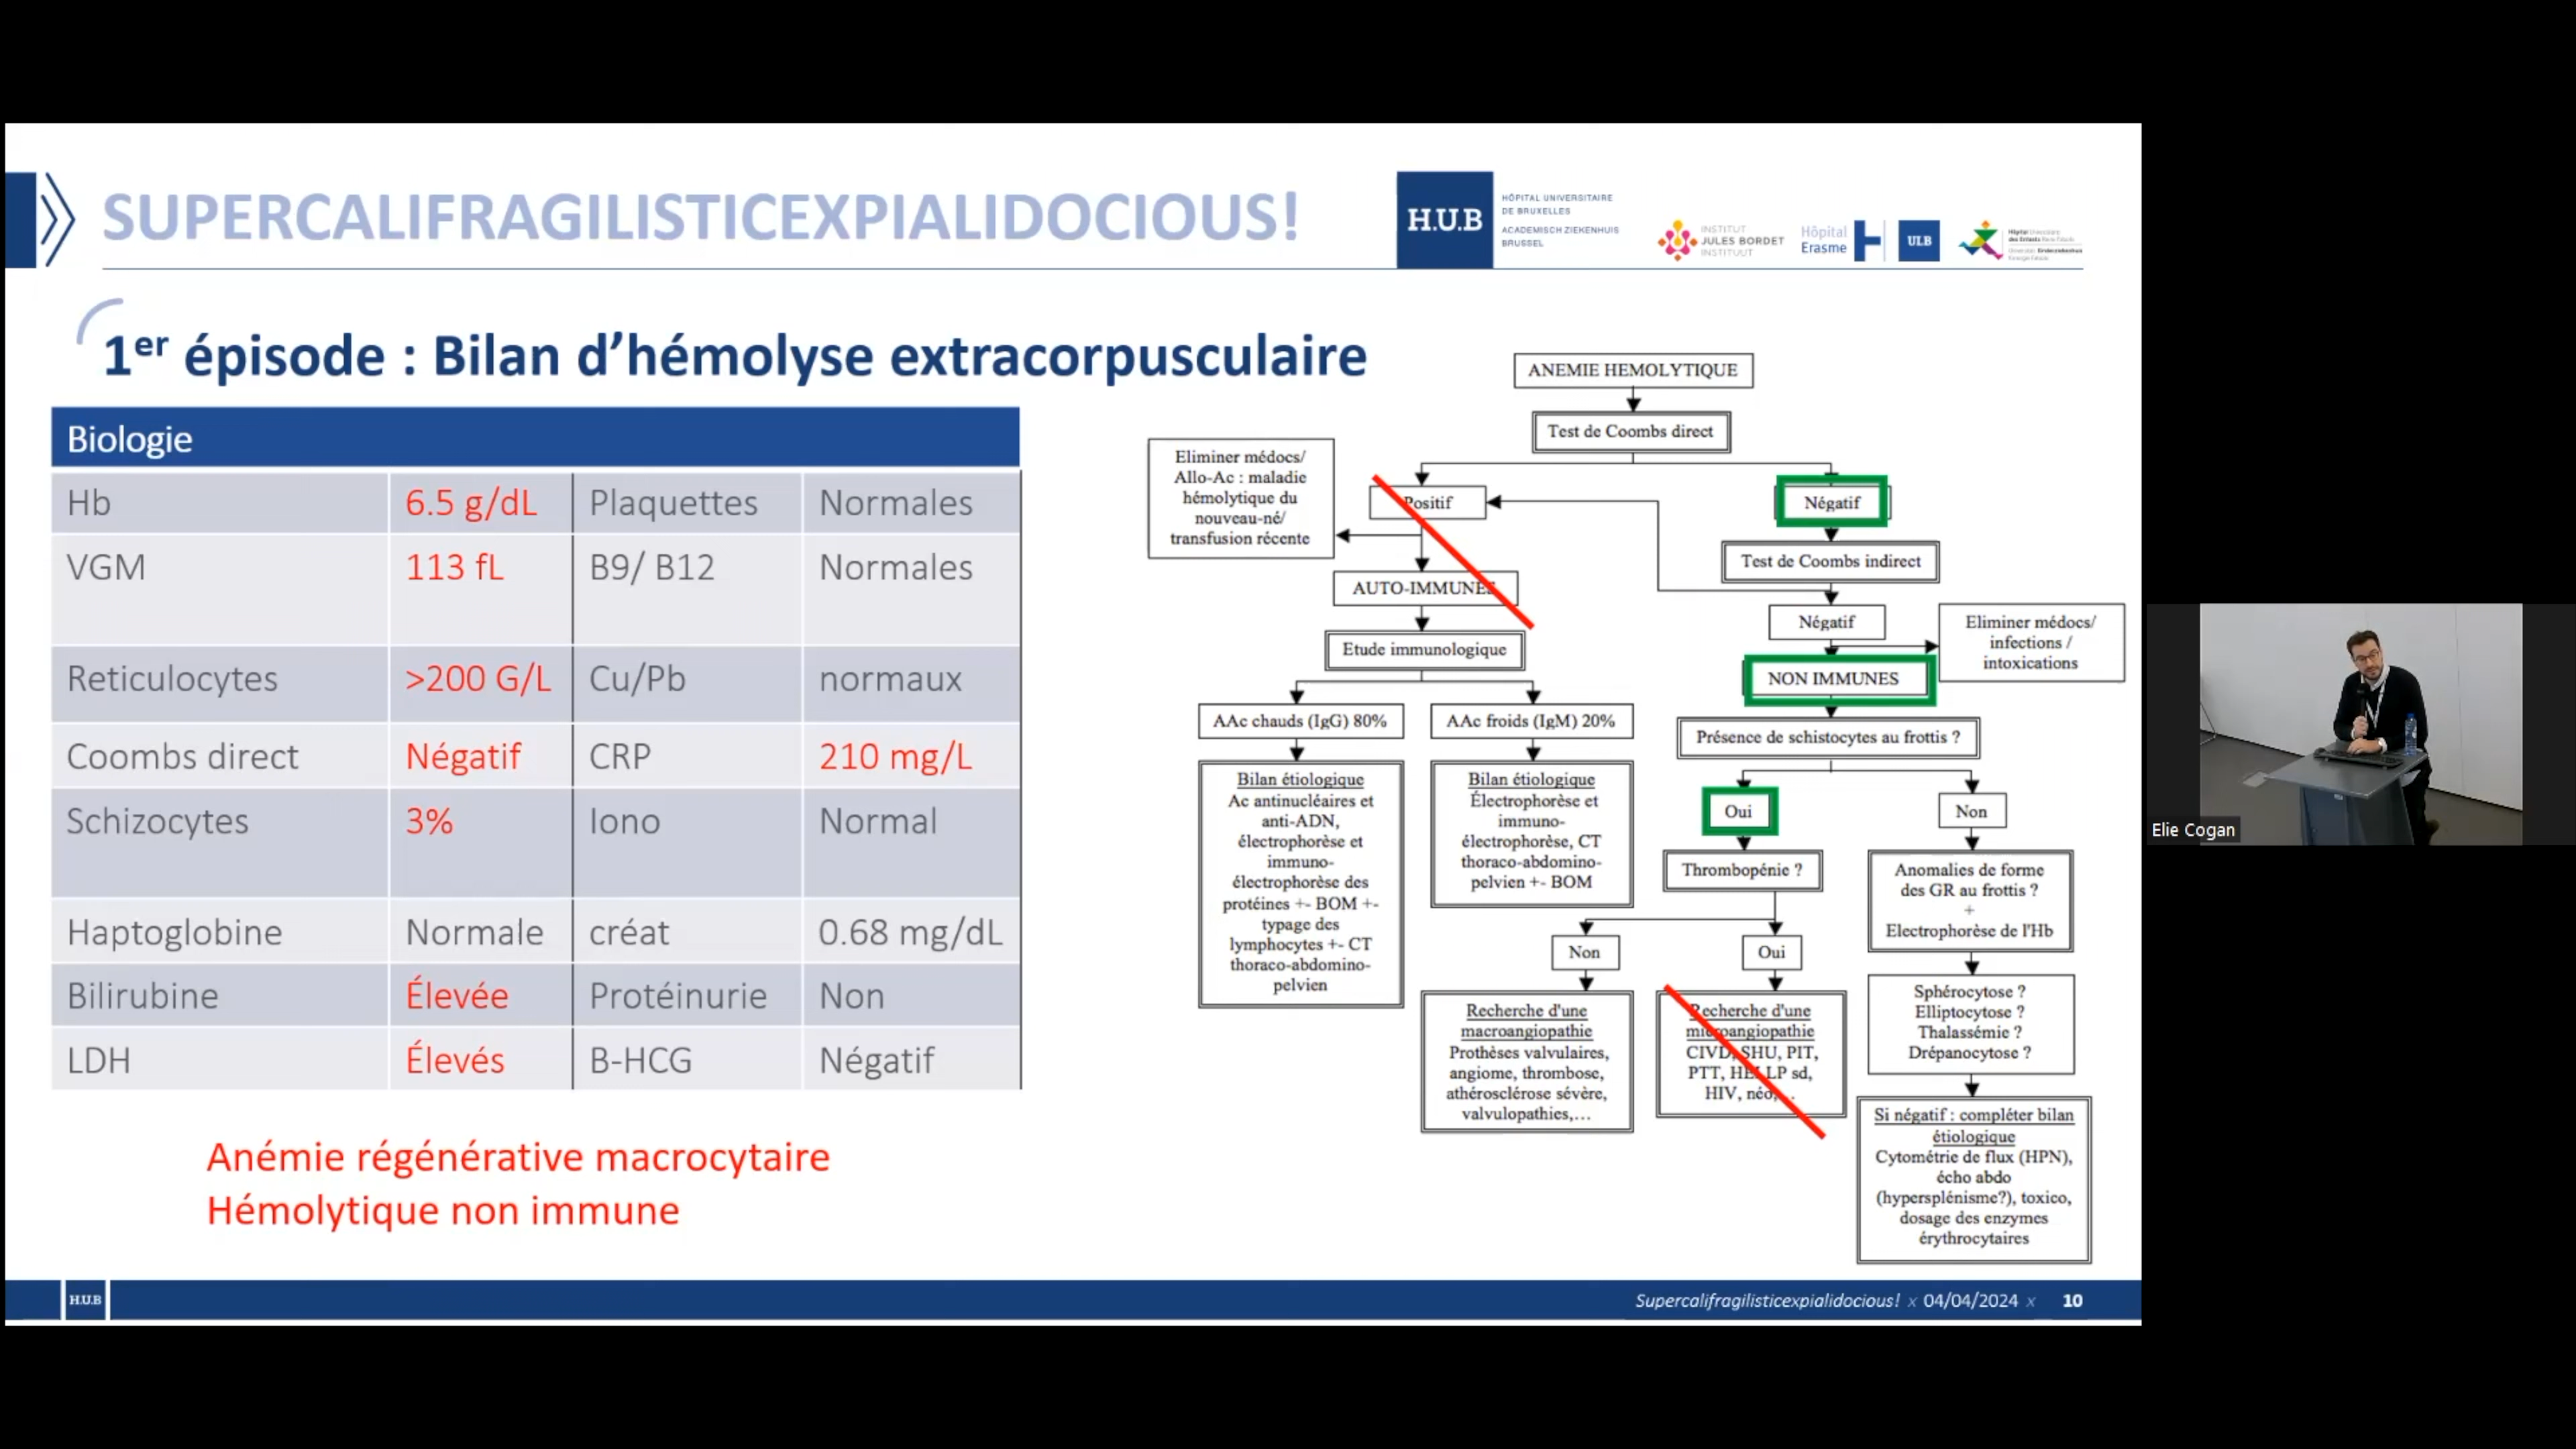 SUPERCALIFRAGILISTICEXPIALIDOCIOUS!
H.U.B
HÔPITAL UNIVERSITAIRE
DE BRUXELLES
ACADEMISCH ZIEKENHUIS
BRUSSEL
INSTITUT
JULES BORDET
INSTITUUT
Hôpital
Erasme
ULB
1er épisode : Bilan d’hémolyse extracorpusculaire
Biologie
Hb 6.5 g/dL Plaquettes Normales
VGM 113 fL B9/ B12 Normales
Reticulocytes >200 G/L Cu/Pb normaux
Coombs direct Négatif CRP 210 mg/L
Schizocytes 3% Iono Normal
Haptoglobine Normale créat 0.68 mg/dL
Bilirubine Élevée Protéinurie Non
LDH Élevés B-HCG Négatif
Anémie régénérative macrocytaire
Hémolytique non immune
ANEMIE HEMOLYTIQUE
Test de Coombs direct
Eliminer médocs/
Allo-Ac : maladie
hémolytique du
nouveau-né/
transfusion récente
Positif
Négatif
Test de Coombs indirect
AUTO-IMMUNES
Négatif
Eliminer médocs/
infections /
intoxications
Etude immunologique
NON IMMUNES
AAc chauds (IgG) 80%
AAc froids (IgM) 20%
Présence de schistocytes au frottis ?
Bilan étiologique
Ac antinucléaires et
anti-ADN,
électrophorèse et
immuno-
électrophorèse des
protéines +- BOM +-
typage des
lymphocytes +- CT
thoraco-abdomino-
pelvien
Bilan étiologique
Électrophorèse et
immuno-
électrophorèse, CT
thoraco-abdomino-
pelvien +- BOM
Oui
Non
Thrombopénie ?
Anomalies de forme
des GR au frottis ?
+
Electrophorèse de l'Hb
Non
Oui
Recherche d'une
macroangiopathie
Prothèses valvulaires,
angiome, thrombose,
athérosclérose sévère,
valvulopathies,…
Recherche d'une
microangiopathie
CIVD, SHU, PIT,
PTT, HELLP sd,
HIV, néo,…
Sphérocytose ?
Elliptocytose ?
Thalassémie ?
Drépanocytose ?
Si négatif : compléter bilan
étiologique
Cytométrie de flux (HPN),
écho abdo
(hypersplénisme?), toxico,
dosage des enzymes
érythrocytaires
H.U.B
Supercalifragilisticexpialidocious! x 04/04/2024 x 10
Elie Cogan